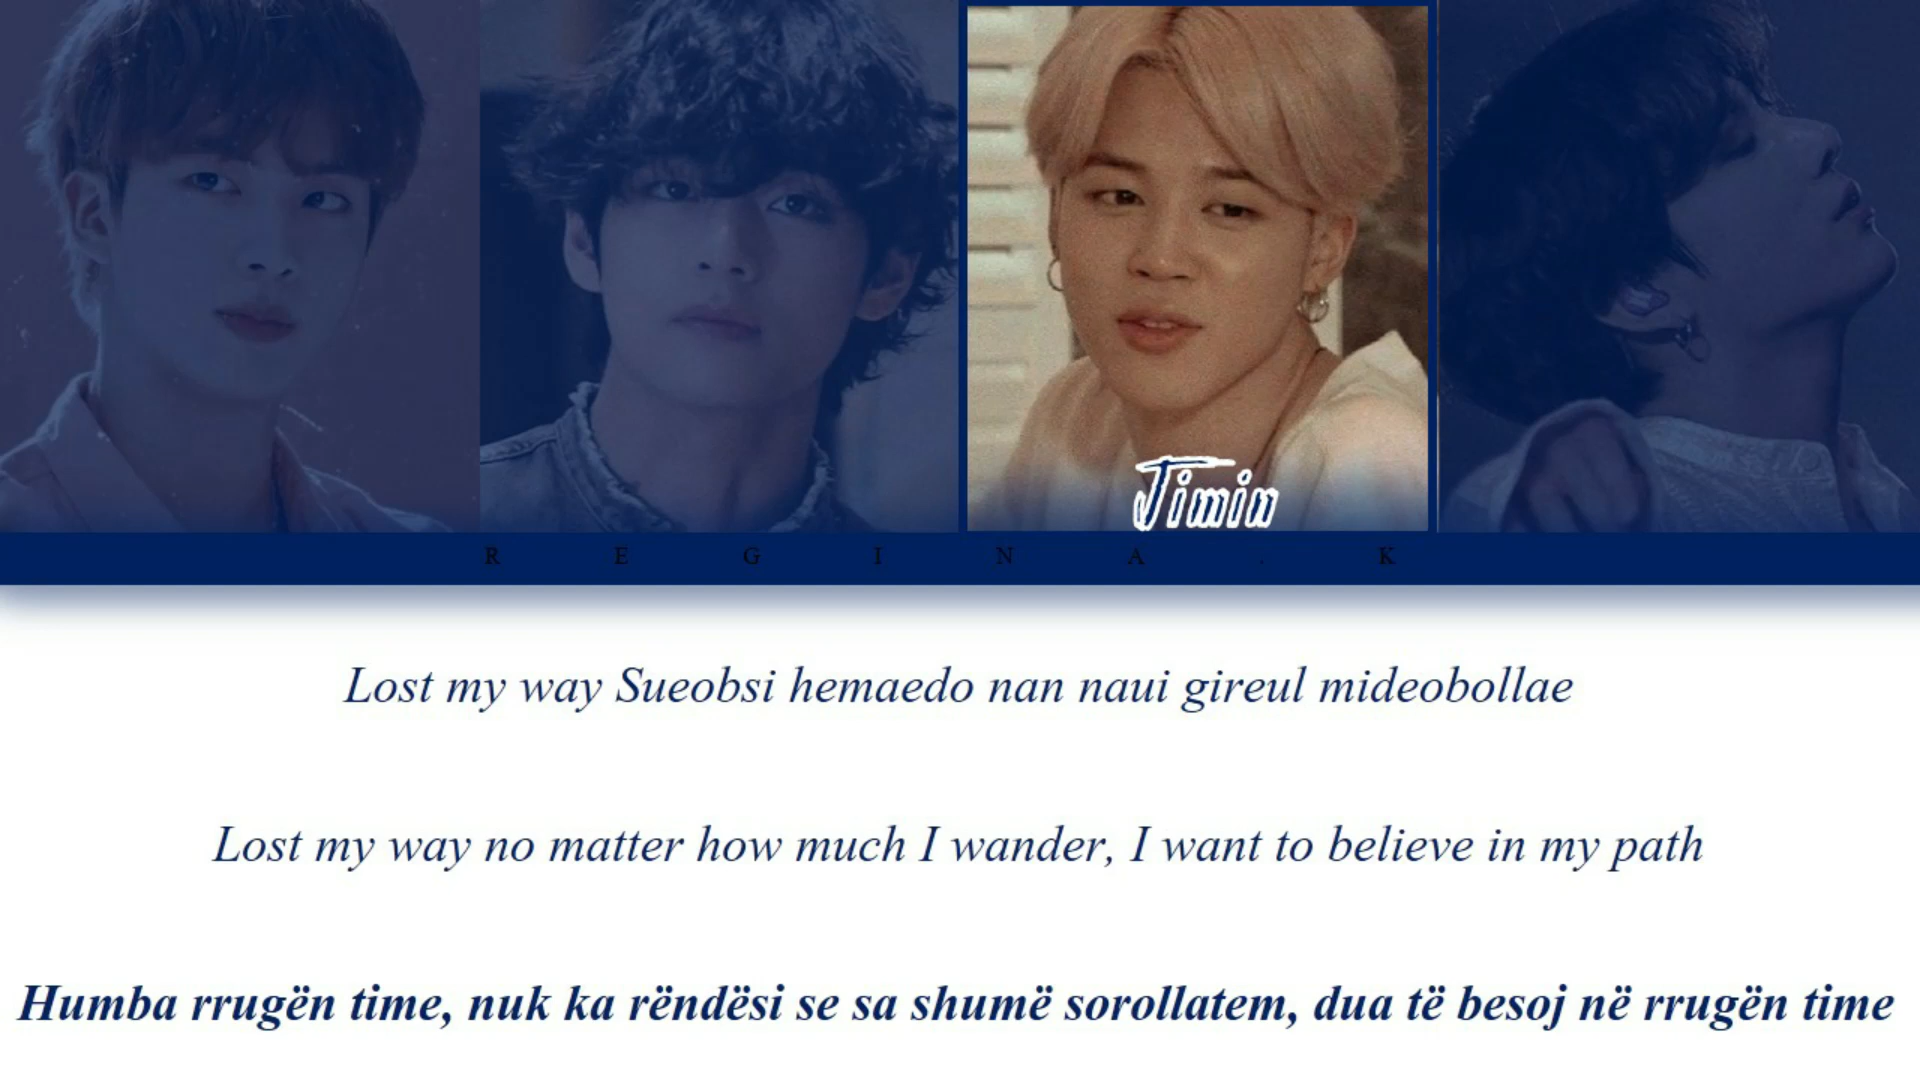 Jimin
R E G I N A . K
Lost my way Sueobsi hemaedo nan naui gireul mideobollae
Lost my way no matter how much I wander, I want to believe in my path
Humba rrugën time, nuk ka rëndësi se sa shumë sorollatem, dua të besoj në rrugën time